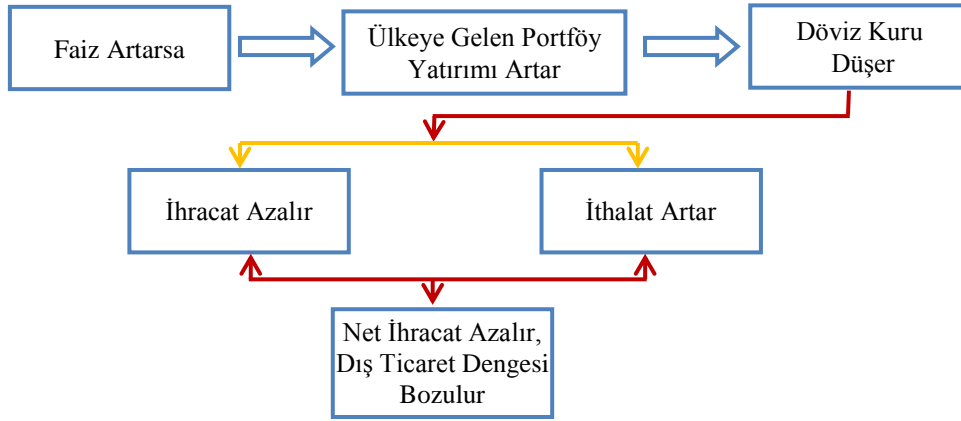 Faiz Artarsa
Ülkeye Gelen Portföy
Yatırımı Artar
Döviz Kuru
Düşer
İhracat Azalır
İthalat Artar
Net İhracat Azalır,
Dış Ticaret Dengesi
Bozulur